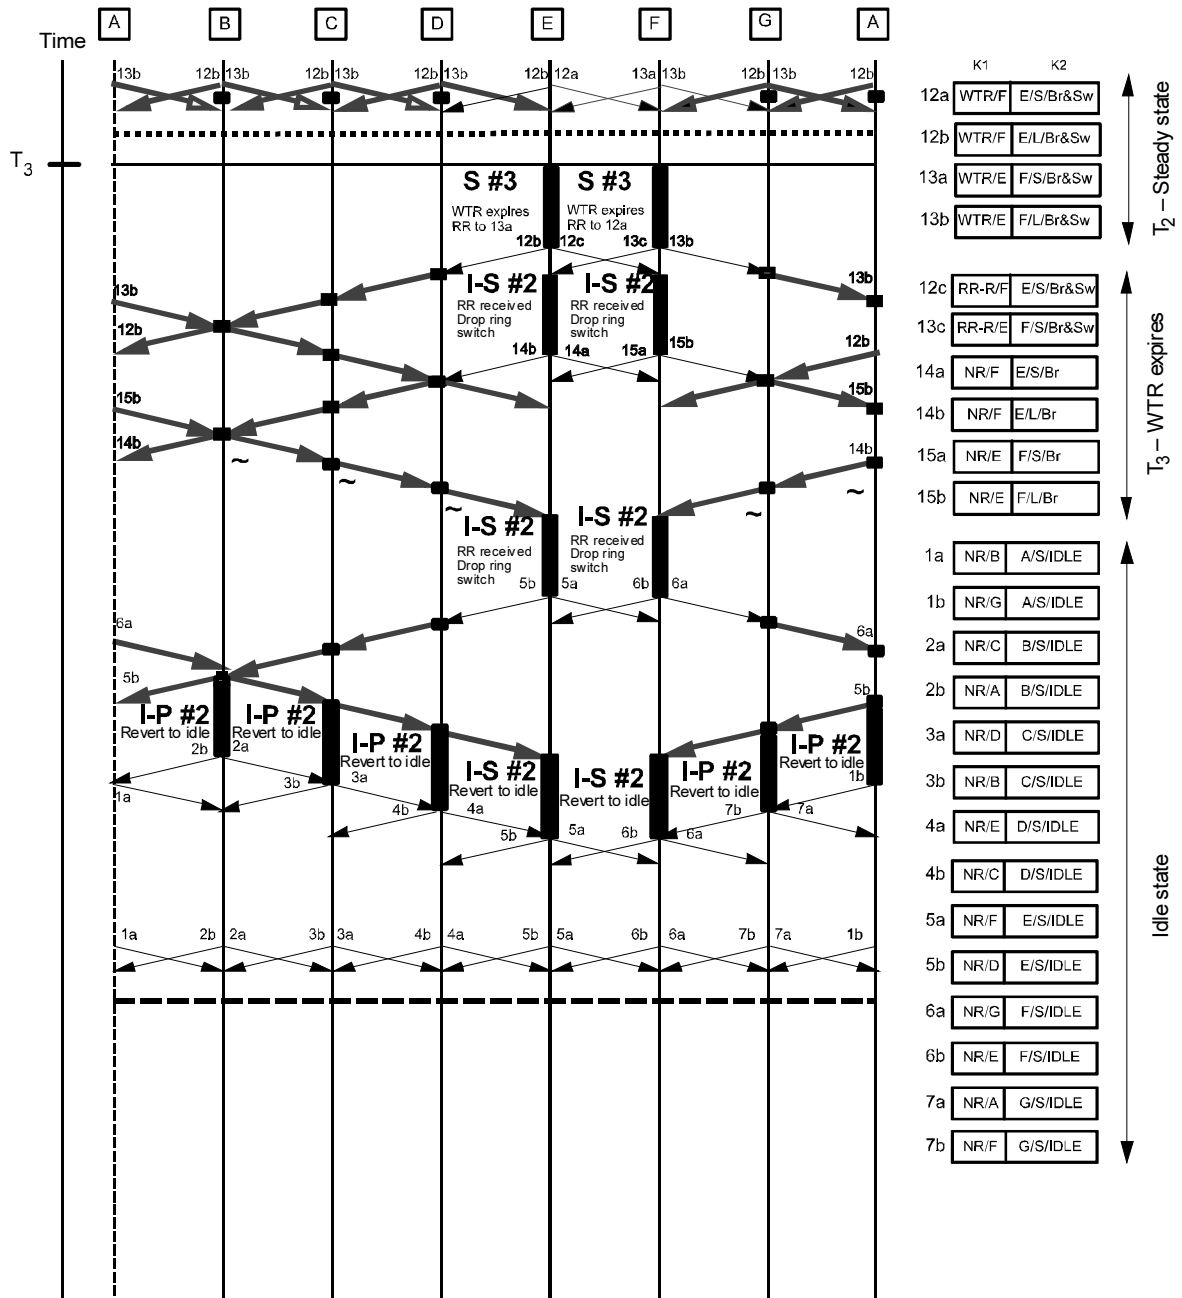 A B C D E F G A
Time
13b 12b 13b 12b 13b 12b 13b 12b 12a 13a 13b 12b 13b 12b
T3
S #3 S #3
WTR expires
RR to 13a
WTR expires
RR to 12a
12b 12c 13c 13b
I-S #2 I-S #2
13b 13b
RR received
Drop ring
switch
RR received
Drop ring
switch
12b 12b
14b 14a 15a 15b
15b 15b
14b 14b
~ ~ ~ ~ ~
I-S #2 I-S #2
RR received
Drop ring
switch
RR received
Drop ring
switch
5b 5a 6b 6a
6a 6a
5b 5b
I-P #2
Revert to idle
I-P #2
Revert to idle
2b 2a
I-P #2
Revert to idle
3a
I-S #2
Revert to idle
I-S #2
Revert to idle
I-P #2
Revert to idle
I-P #2
Revert to idle
1b
1a 3b 4b 4a 7b 7a
5b 5a 6b 6a
1a 2b 2a 3b 3a 4b 4a 5b 5a 6b 6a 7b 7a 1b
K1 K2
12a WTR/F E/S/Br&Sw
12b WTR/F E/L/Br&Sw
13a WTR/E F/S/Br&Sw
13b WTR/E F/L/Br&Sw
T2 – Steady state
12c RR-R/F E/S/Br&Sw
13c RR-R/E F/S/Br&Sw
14a NR/F E/S/Br
14b NR/F E/L/Br
15a NR/E F/S/Br
15b NR/E F/L/Br
T3 – WTR expires
1a NR/B A/S/IDLE
1b NR/G A/S/IDLE
2a NR/C B/S/IDLE
2b NR/A B/S/IDLE
3a NR/D C/S/IDLE
3b NR/B C/S/IDLE
4a NR/E D/S/IDLE
4b NR/C D/S/IDLE
5a NR/F E/S/IDLE
5b NR/D E/S/IDLE
6a NR/G F/S/IDLE
6b NR/E F/S/IDLE
7a NR/A G/S/IDLE
7b NR/F G/S/IDLE
Idle state